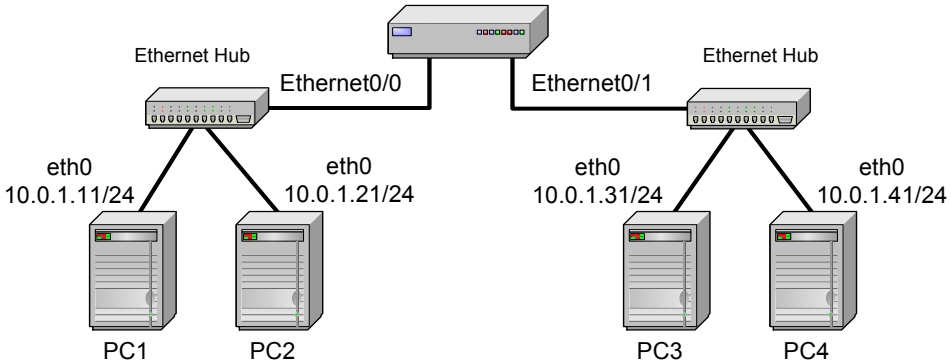 Ethernet Hub
Ethernet Hub
Ethernet0/0
Ethernet0/1
eth0
10.0.1.11/24
eth0
10.0.1.21/24
eth0
10.0.1.31/24
eth0
10.0.1.41/24
PC1
PC2
PC3
PC4